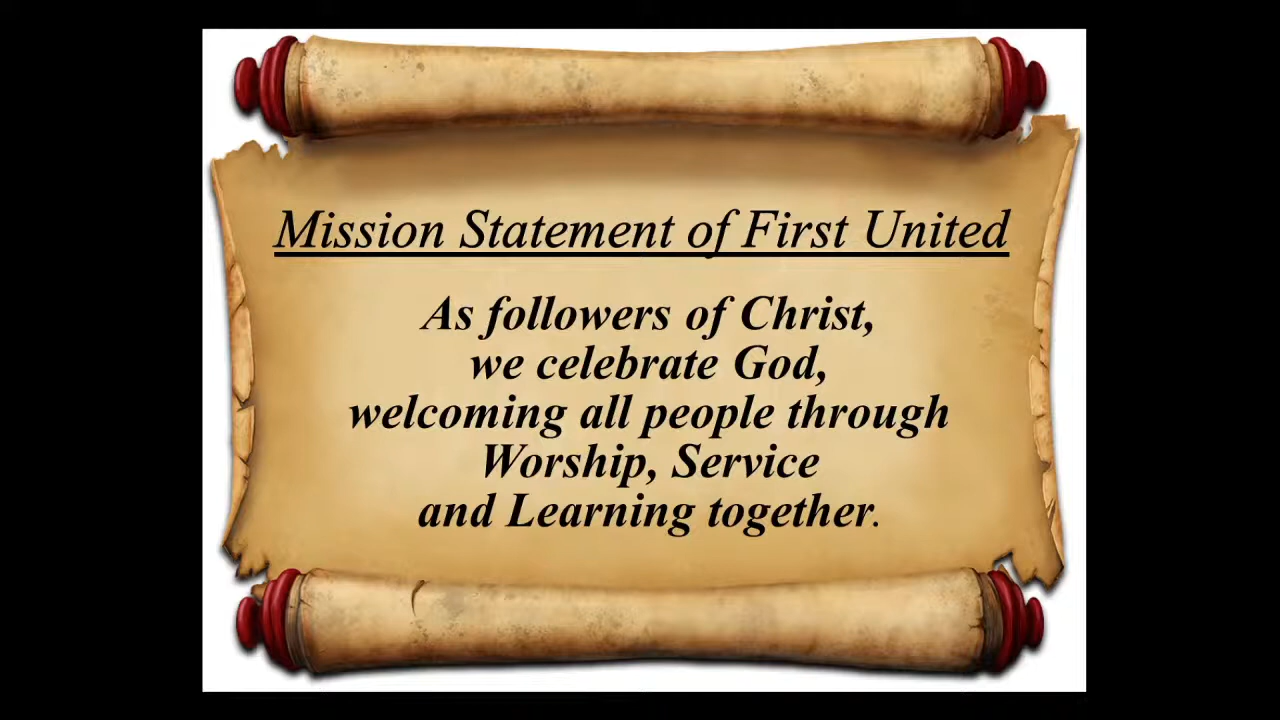 Mission Statement of First United
As followers of Christ,
we celebrate God,
welcoming all people through
Worship, Service
and Learning together.